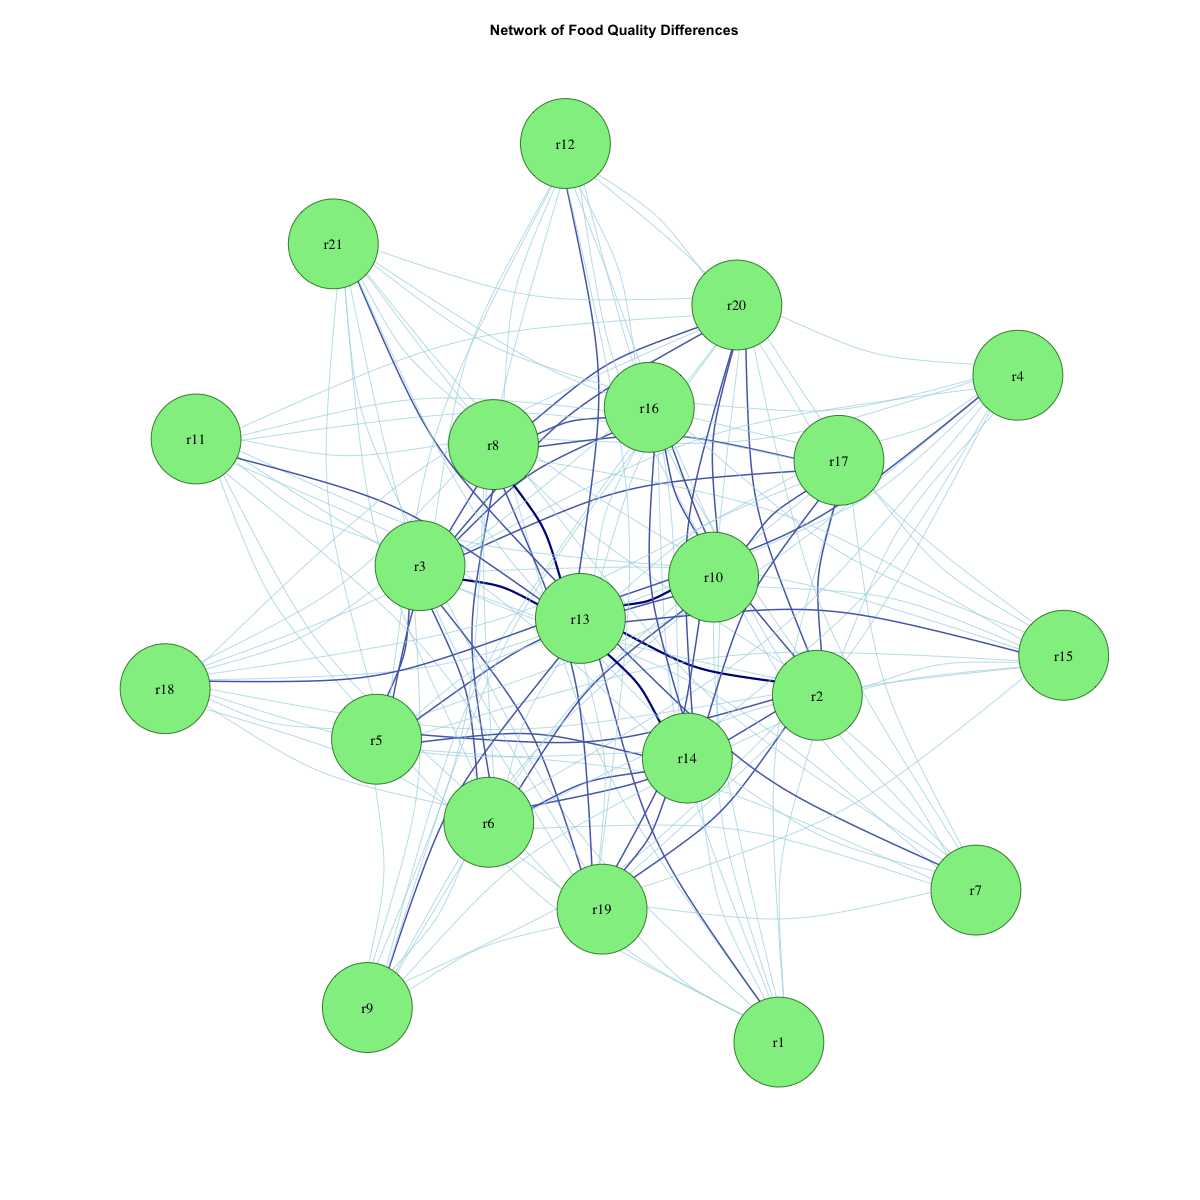 Network of Food Quality Differences
r12
r21
r20
r4
r16
r11
r8
r17
r3
r10
r13
r15
r18
r2
r5
r14
r6
r7
r19
r9
r1